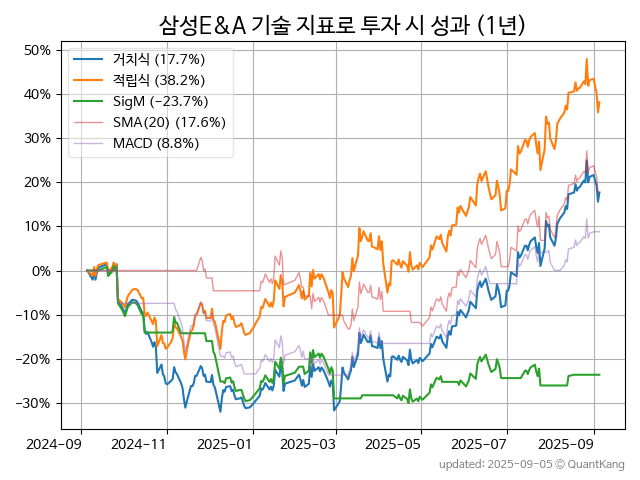 삼성E&A 기술 지표로 투자 시 성과 (1년)
거치식 (17.7%)
적립식 (38.2%)
SigM (-23.7%)
SMA(20) (17.6%)
MACD (8.8%)
50%
40%
30%
20%
10%
0%
-10%
-20%
-30%
2024-09 2024-11 2025-01 2025-03 2025-05 2025-07 2025-09
updated: 2025-09-05 © QuantKang